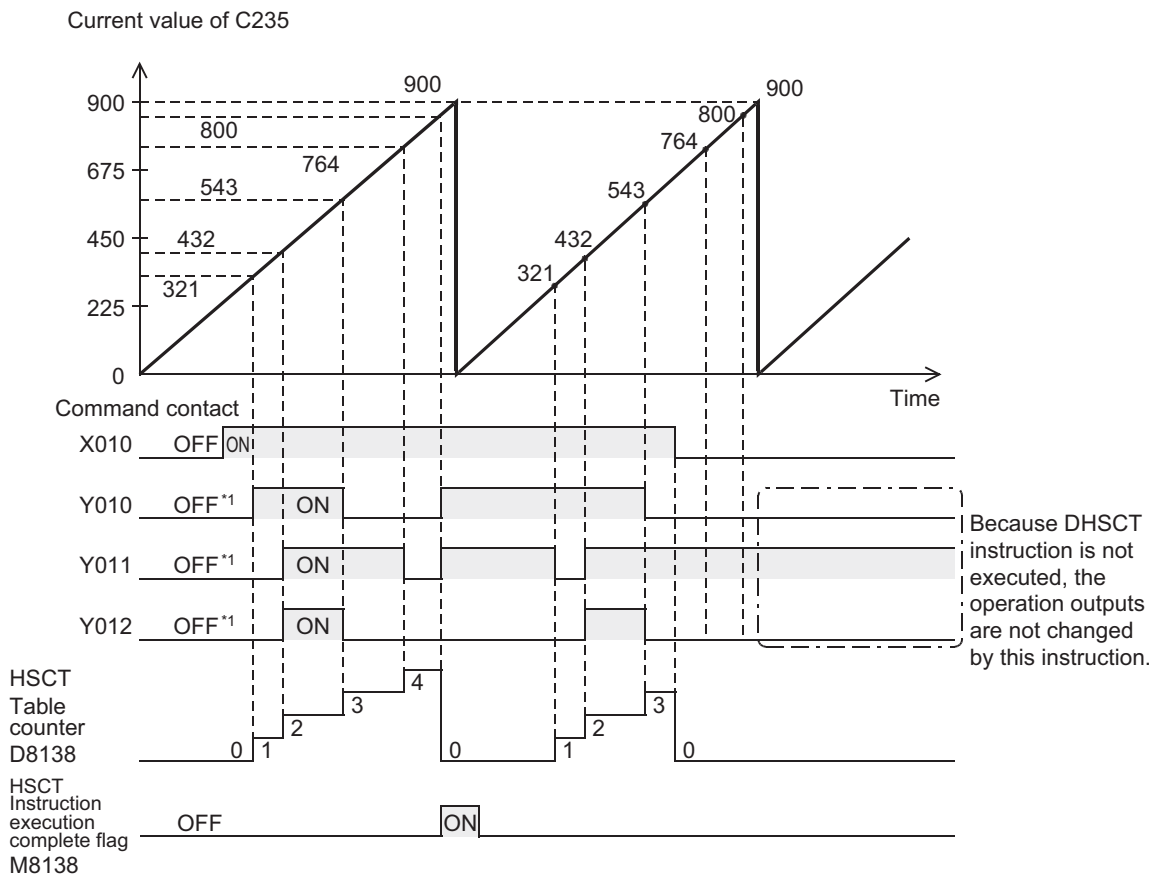 Current value of C235
900
900
900
800
800
764
764
675
543
543
450
432
432
321
321
225
0
Time
Command contact
X010 OFF ON
Y010 OFF*1 ON
Y011 OFF*1 ON
Y012 OFF*1 ON
Because DHSCT
instruction is not
executed, the
operation outputs
are not changed
by this instruction.
HSCT
Table
counter
D8138
0 1 2 3 4 0 1 2 3 0
HSCT
Instruction
execution
complete flag
M8138
OFF ON